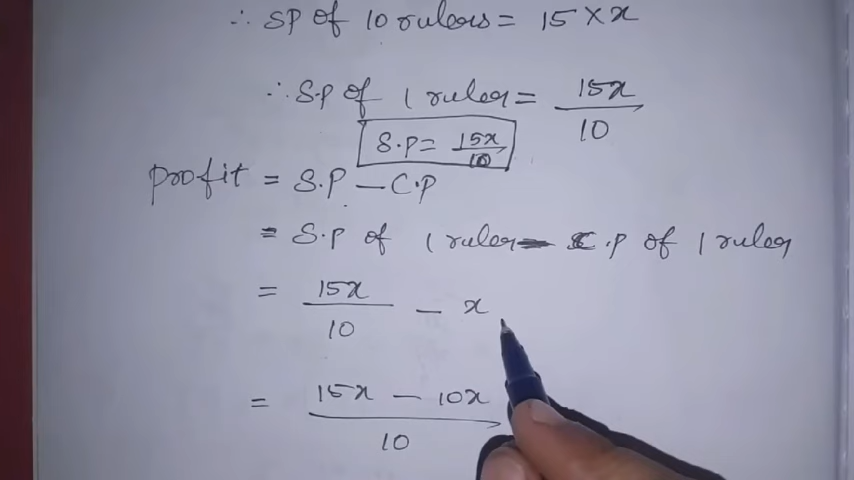 ∴ SP of 10 rulers = 15 × x
∴ S.P of 1 ruler = 15x / 10
S.P = 15x / 10
profit = S.P — C.P
= S.P of 1 ruler — C.P of 1 ruler
= 15x / 10 — x
= 15x — 10x / 10